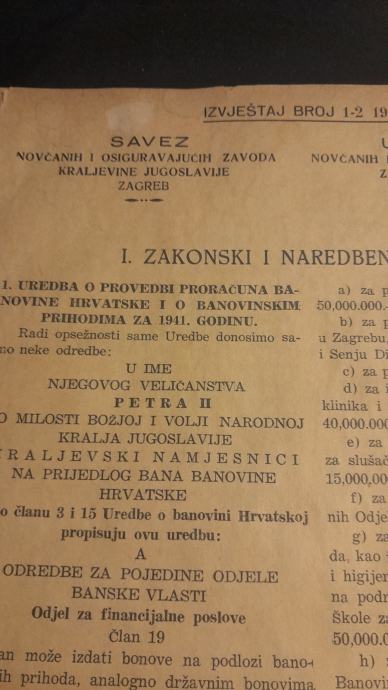 IZVJEŠTAJ BROJ 1-2 19
SAVEZ
NOVČANIH I OSIGURAVAJUĆIH ZAVODA
KRALJEVINE JUGOSLAVIJE
ZAGREB
NOVČANIH I
Z
I. ZAKONSKI I NAREDBEN
1. UREDBA O PROVEDBI PRORAČUNA BA-
NOVINE HRVATSKE I O BANOVINSKIM
PRIHODIMA ZA 1941. GODINU.
Radi opsežnosti same Uredbe donosimo sa-
mo neke odredbe:
U IME
NJEGOVOG VELIČANSTVA
PETRA II
O MILOSTI BOŽJOJ I VOLJI NARODNOJ
KRALJA JUGOSLAVIJE
KRALJEVSKI NAMJESNICI
NA PRIJEDLOG BANA BANOVINE
HRVATSKE
o članu 3 i 15 Uredbe o banovini Hrvatskoj
propisuju ovu uredbu:
A
ODREDBE ZA POJEDINE ODJELE
BANSKE VLASTI
Odjel za financijalne poslove
Član 19
an može izdati bonove na podlozi bano-
ih prihoda, analogno državnim bonovima
a) za p
50,000.000.-
b) za p
u Zagrebu,
i Senju Di
c) za p
d) za i
klinika i
40,000.000
e) za
za slušač
15,000,00
f) za
nih Odje
g) za
da, kao
i higijen
na podr
Škole za
50,000.0
h) z
Banovi